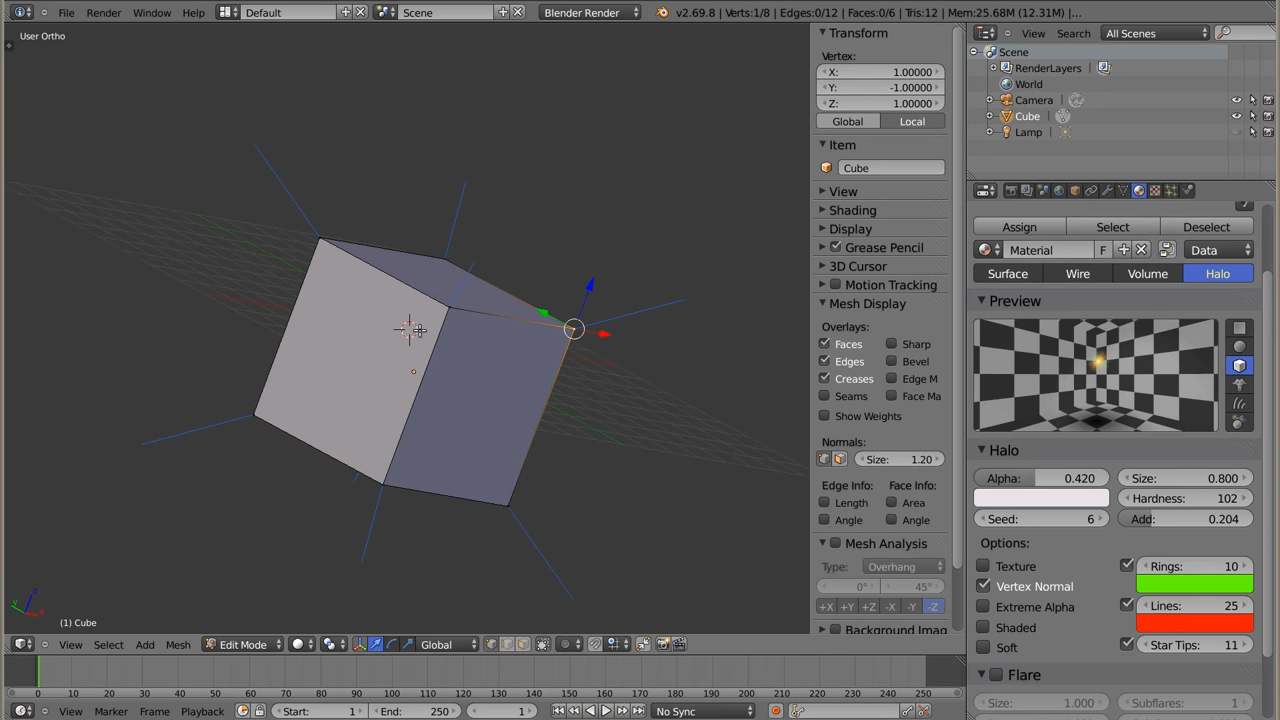 File Render Window Help Default Scene Blender Render v2.69.8 | Verts:1/8 | Edges:0/12 | Faces:0/6 | Tris:12 | Mem:25.68M (12.31M) |...
User Ortho
Transform
Vertex:
X: 1.00000
Y: -1.00000
Z: 1.00000
Global Local
Item
Cube
View
Shading
Display
Grease Pencil
3D Cursor
Motion Tracking
Mesh Display
Overlays:
Faces Sharp
Edges Bevel
Creases Edge M
Seams Face Ma
Show Weights
Normals:
Size: 1.20
Edge Info: Face Info:
Length Area
Angle Angle
Mesh Analysis
Type: Overhang
0° 45°
+X +Y +Z -X -Y -Z
Background Imag
View Search All Scenes
Scene
RenderLayers |
World
Camera |
Cube |
Lamp |
Assign Select Deselect
Material F Data
Surface Wire Volume Halo
Preview
Halo
Alpha: 0.420 Size: 0.800
Hardness: 102
Seed: 6 Add: 0.204
Options:
Texture Rings: 10
Vertex Normal
Extreme Alpha Lines: 25
Shaded
Soft Star Tips: 11
Flare
Size: 1.000 Subflares: 1
z
y x
(1) Cube
View Select Add Mesh Edit Mode Global
0 10 20 30 40 50 60 70 80 90 100 110 120 130 140 150 160 170 180 190 200 210 220 230 240 250
View Marker Frame Playback Start: 1 End: 250 1 No Sync